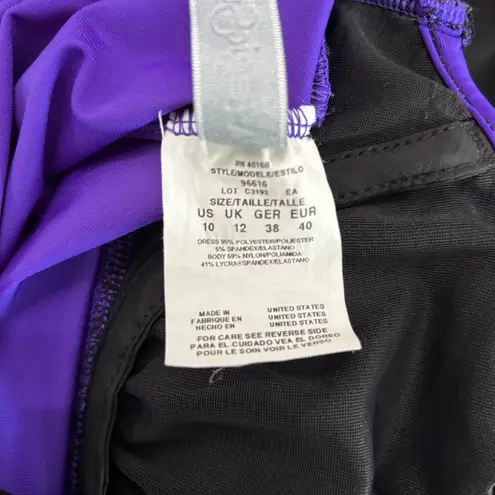 RN 40168
STYLE/MODELE/ESTILO
96616
LOT C3193 EA
SIZE/TAILLE/TALLE
US UK GER EUR
10 12 38 40
DRESS 95% POLYESTER/POLIESTER
5% SPANDEX/ELASTANO
BODY 59% NYLON/POLIAMIDA
41% LYCRA®SPANDEX/ELASTANO
MADE IN UNITED STATES
FABRIQUE EN UNITED STATES
HECHO EN UNITED STATES
FOR CARE SEE REVERSE SIDE
PARA EL CUIDADO VEA EL DORSO
POUR LE SOIN VOIR LE VERSO